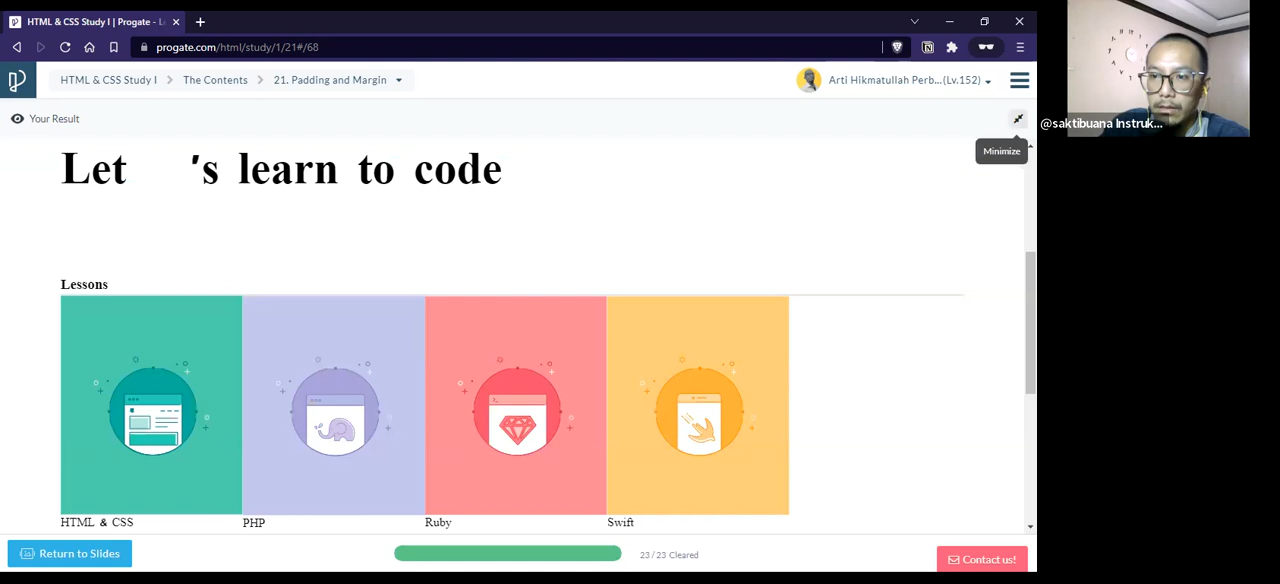 HTML & CSS Study I | Progate - Le
progate.com/html/study/1/21#/68
HTML & CSS Study I > The Contents > 21. Padding and Margin
Arti Hikmatullah Perb...(Lv.152)
@saktibuana Instruk...
Your Result
Minimize
Let 's learn to code
Lessons
HTML & CSS PHP Ruby Swift
Return to Slides
23/23 Cleared
Contact us!